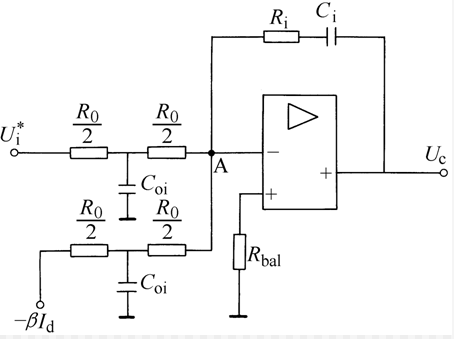 R_i C_i
R_0/2 R_0/2
U_i^* A − + U_c
C_oi +
R_0/2 R_0/2
R_bal
C_oi
−βI_d